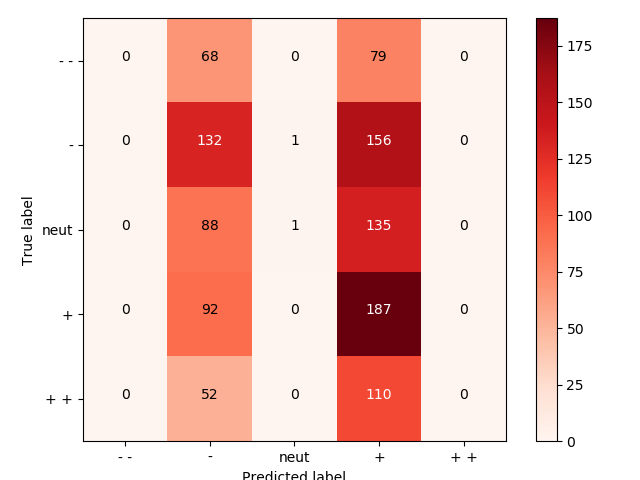 - - 0 68 0 79 0
- 0 132 1 156 0
neut 0 88 1 135 0
+ 0 92 0 187 0
+ + 0 52 0 110 0
- - - neut + + +
Predicted label
True label
175
150
125
100
75
50
25
0